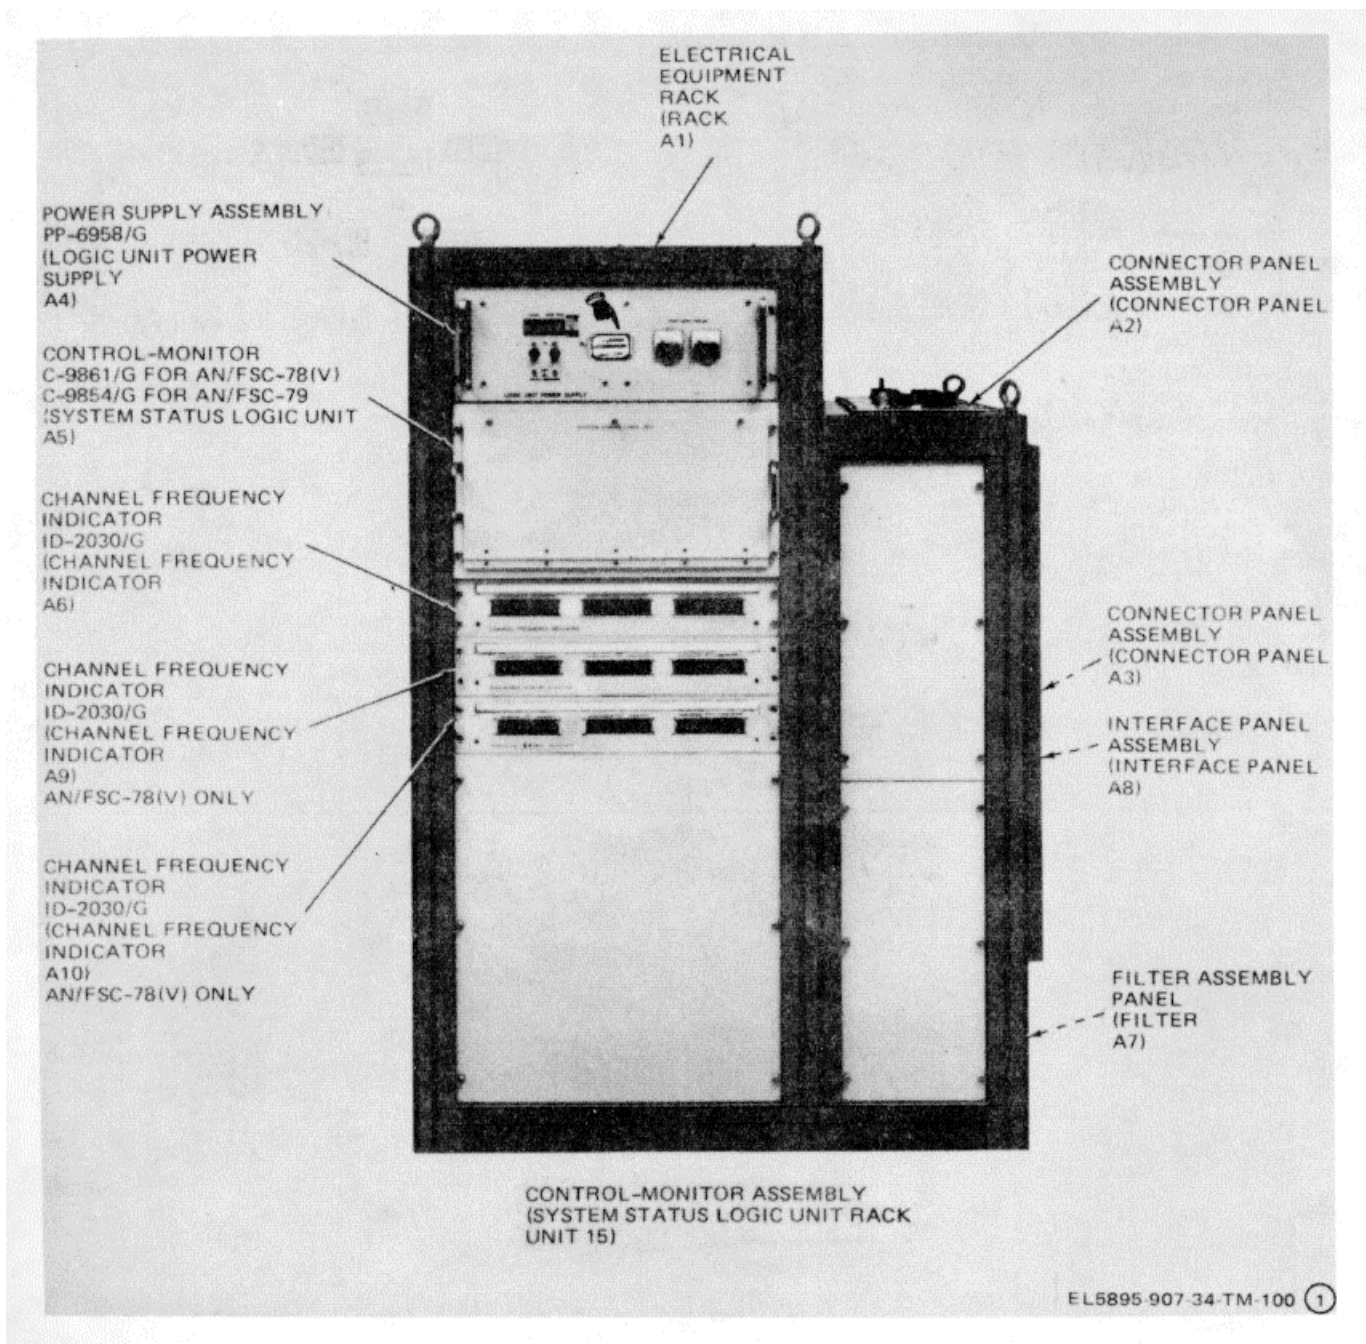 ELECTRICAL
EQUIPMENT
RACK
(RACK
A1)
POWER SUPPLY ASSEMBLY
PP-6958/G
(LOGIC UNIT POWER
SUPPLY
A4)
CONTROL-MONITOR
C-9861/G FOR AN/FSC-78(V)
C-9854/G FOR AN/FSC-79
(SYSTEM STATUS LOGIC UNIT
A5)
CHANNEL FREQUENCY
INDICATOR
ID-2030/G
(CHANNEL FREQUENCY
INDICATOR
A6)
CHANNEL FREQUENCY
INDICATOR
ID-2030/G
(CHANNEL FREQUENCY
INDICATOR
A9)
AN/FSC-78(V) ONLY
CHANNEL FREQUENCY
INDICATOR
ID-2030/G
(CHANNEL FREQUENCY
INDICATOR
A10)
AN/FSC-78(V) ONLY
LOGIC UNIT POWER SUPPLY
CONNECTOR PANEL
ASSEMBLY
(CONNECTOR PANEL
A2)
CONNECTOR PANEL
ASSEMBLY
(CONNECTOR PANEL
A3)
INTERFACE PANEL
ASSEMBLY
(INTERFACE PANEL
A8)
FILTER ASSEMBLY
PANEL
(FILTER
A7)
CONTROL-MONITOR ASSEMBLY
(SYSTEM STATUS LOGIC UNIT RACK
UNIT 15)
EL5895-907-34-TM-100 1